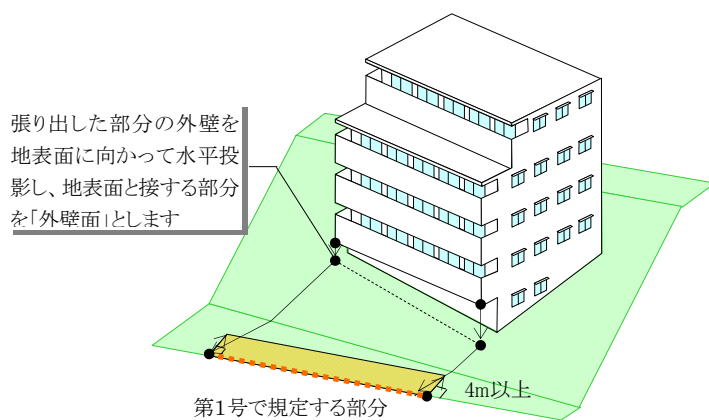 張り出した部分の外壁を
地表面に向かって水平投
影し、地表面と接する部分
を「外壁面」とします
4m以上
第1号で規定する部分